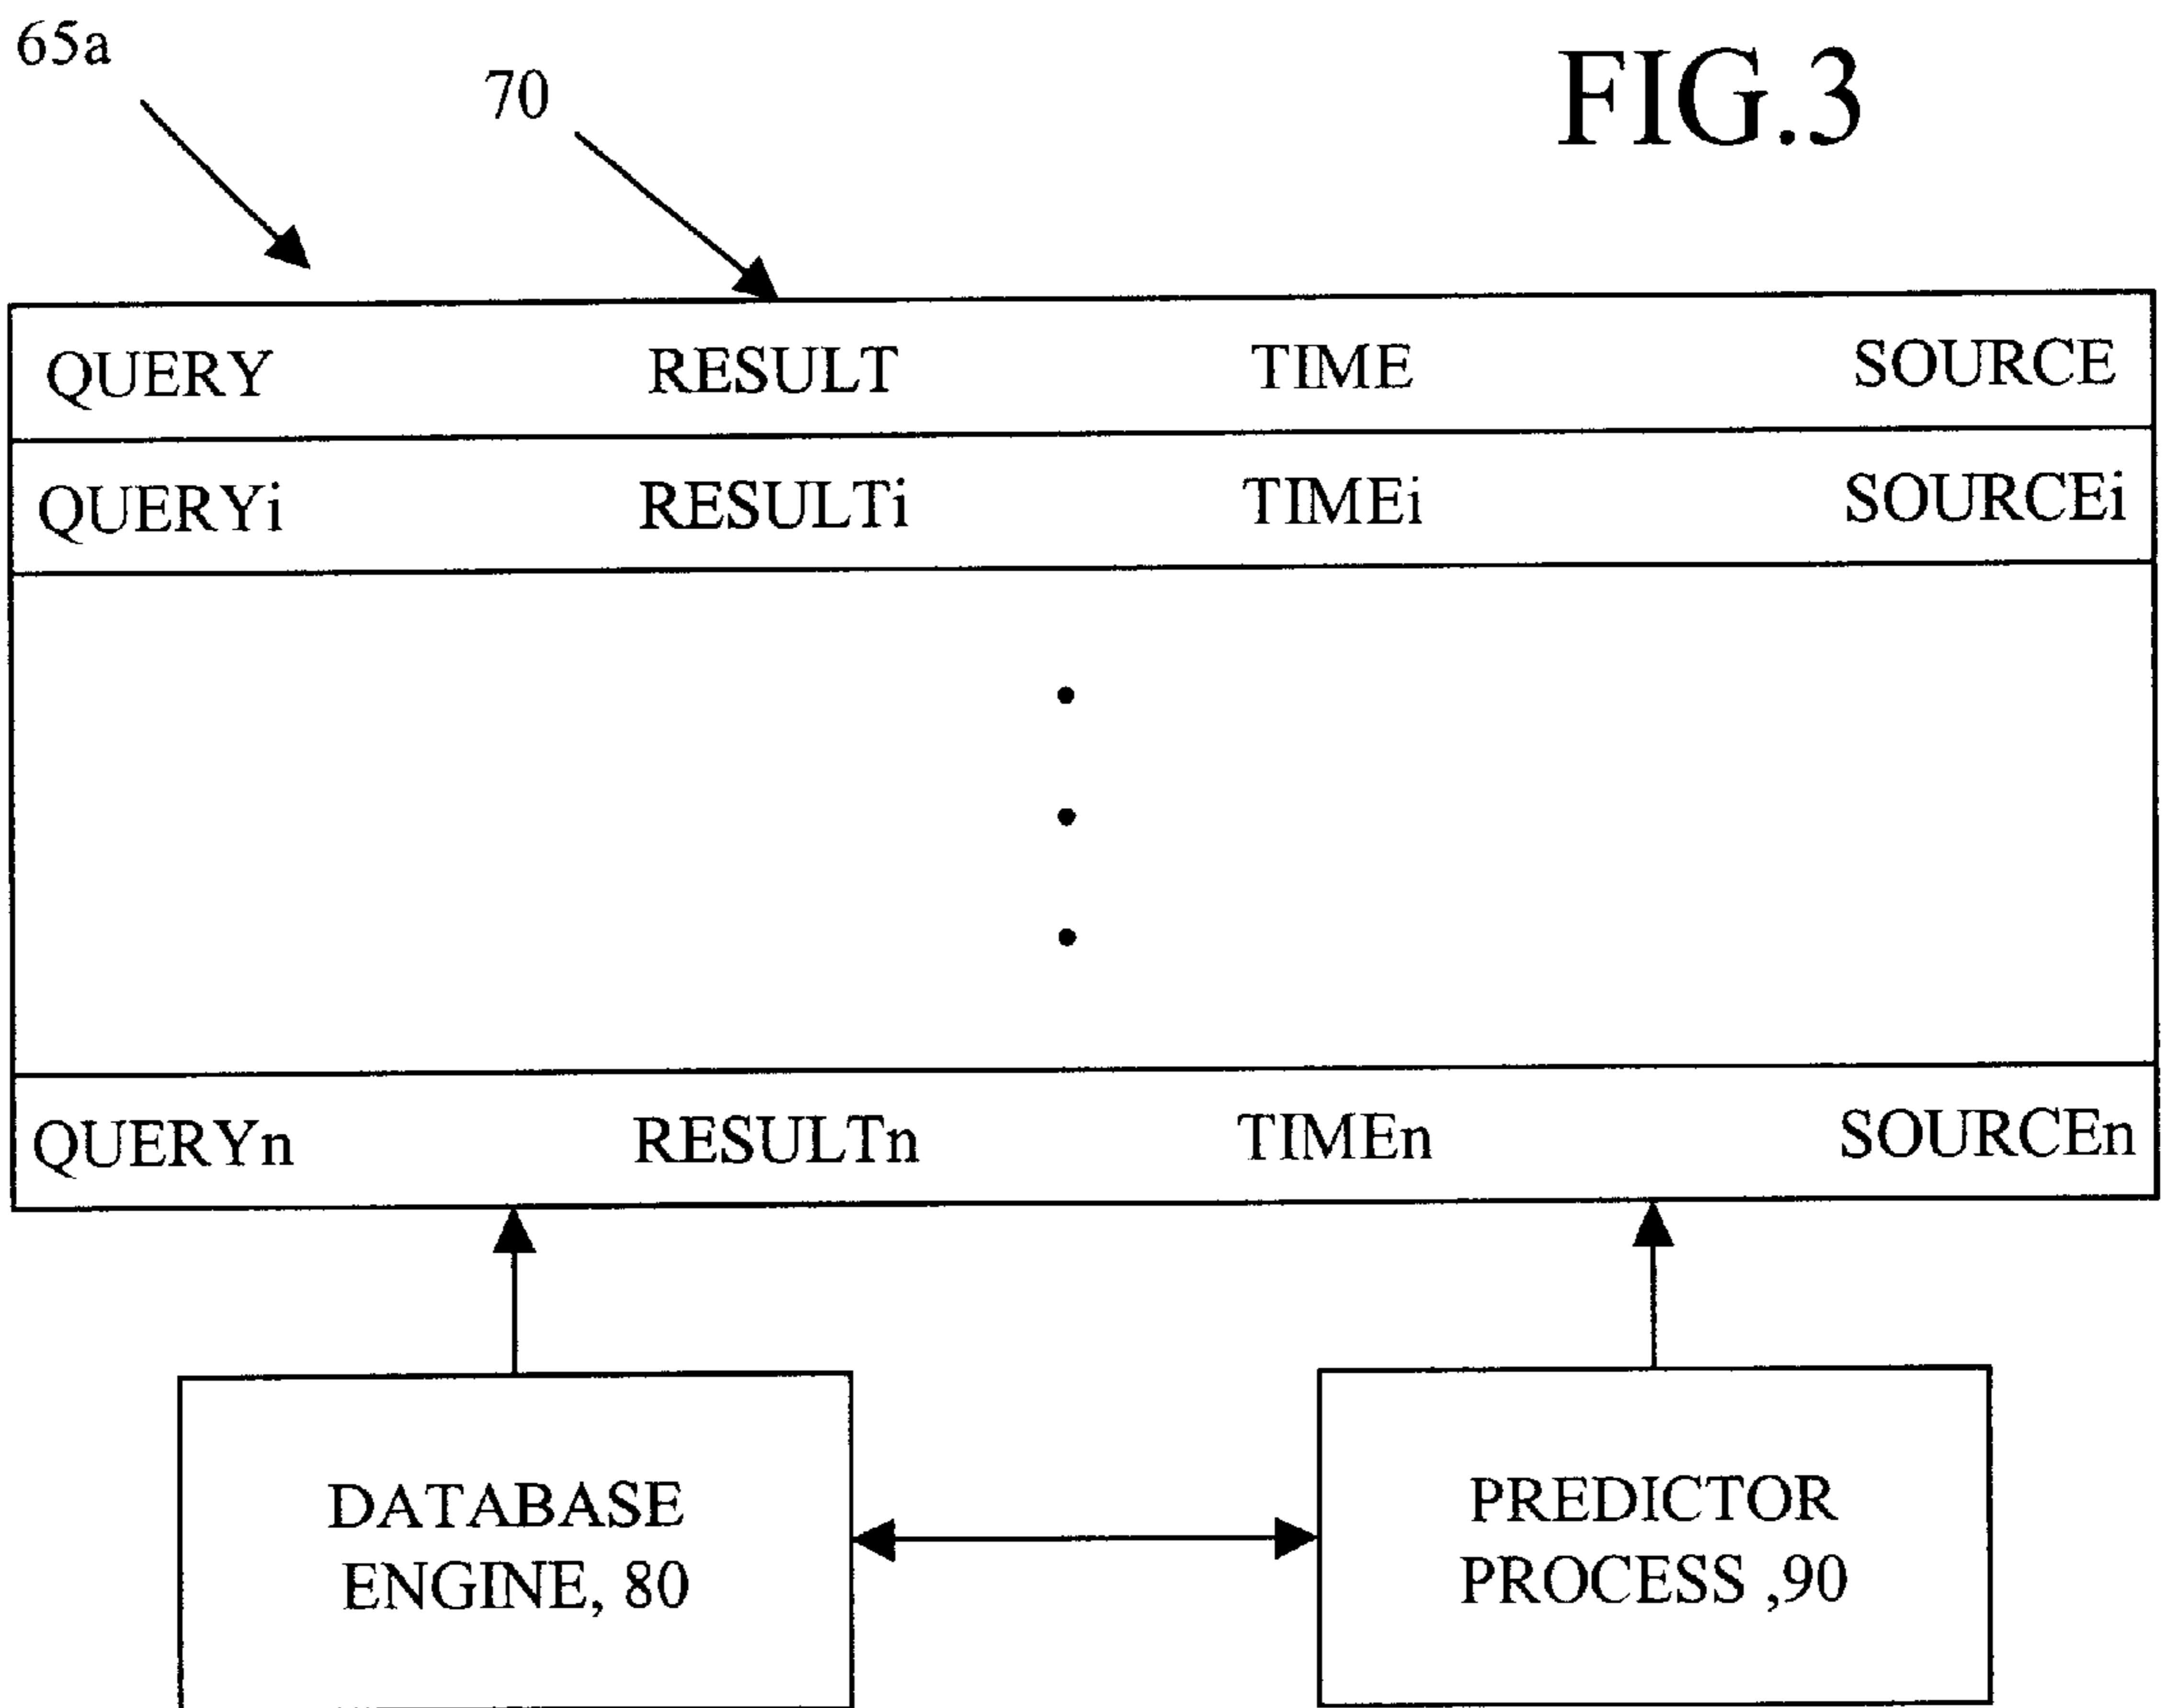 65a
70
FIG.3
QUERY RESULT TIME SOURCE
QUERYi RESULTi TIMEi SOURCEi
QUERYn RESULTn TIMEn SOURCEn
DATABASE
ENGINE, 80
PREDICTOR
PROCESS ,90